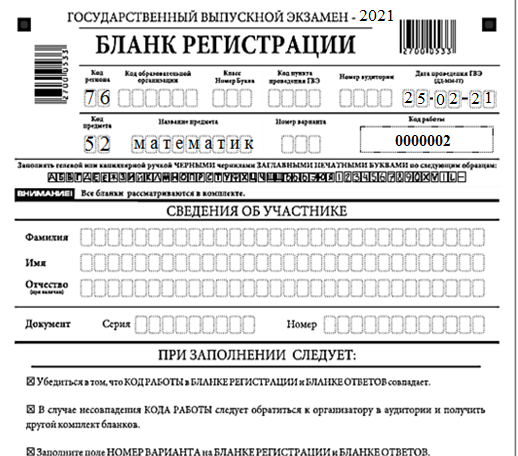 ГОСУДАРСТВЕННЫЙ ВЫПУСКНОЙ ЭКЗАМЕН - 2021
БЛАНК РЕГИСТРАЦИИ
Код региона
Код образовательной организации
Класс Номер Буква
Код пункта проведения ГВЭ
Номер аудитории
Дата проведения ГВЭ (ДД-ММ-ГГ)
76
25-02-21
Код предмета
Название предмета
Номер варианта
Код работы
52
математик
0000002
Заполнять гелевой или капиллярной ручкой ЧЕРНЫМИ чернилами ЗАГЛАВНЫМИ ПЕЧАТНЫМИ БУКВАМИ по следующим образцам:
АБВГДЕЁЖЗИЙКЛМНОПРСТУФХЦЧШЩЪЫЬЭЮЯ1234567890XVIL-
ВНИМАНИЕ! Все бланки рассматриваются в комплекте.
СВЕДЕНИЯ ОБ УЧАСТНИКЕ
Фамилия
Имя
Отчество
(при наличии)
Документ Серия Номер
ПРИ ЗАПОЛНЕНИИ СЛЕДУЕТ:
☒ Убедиться в том, что КОД РАБОТЫ в БЛАНКЕ РЕГИСТРАЦИИ и БЛАНКЕ ОТВЕТОВ совпадает.
☒ В случае несовпадения КОДА РАБОТЫ следует обратиться к организатору в аудитории и получить
другой комплект бланков.
☒ Заполните поле НОМЕР ВАРИАНТА на БЛАНКЕ РЕГИСТРАЦИИ и БЛАНКЕ ОТВЕТОВ.